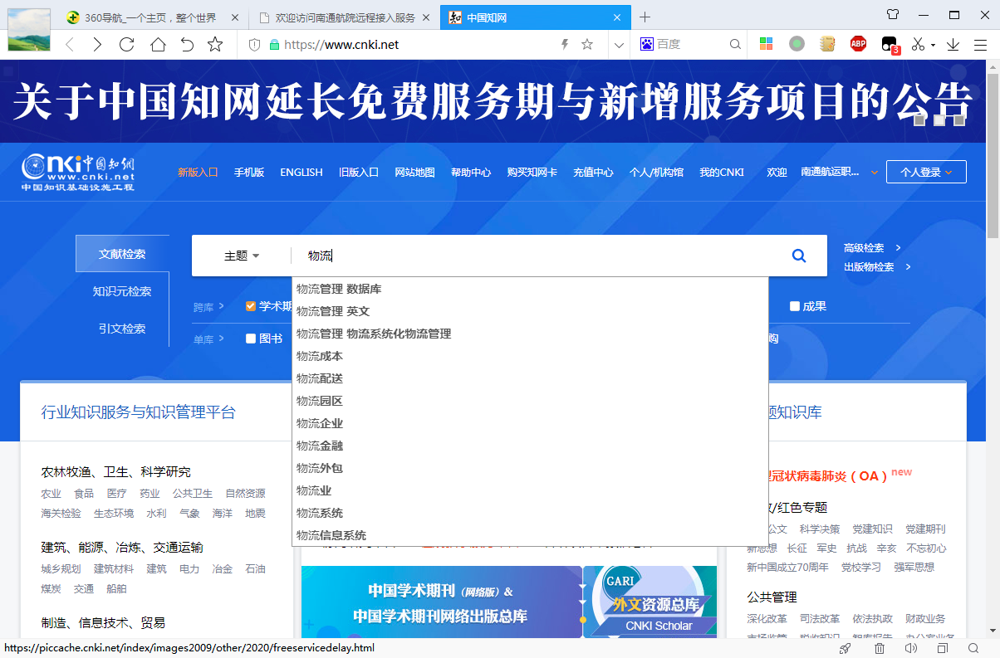 360导航_一个主页，整个世界
欢迎访问南通航院远程接入服务
中国知网
https://www.cnki.net
百度
ABP
3
关于中国知网延长免费服务期与新增服务项目的公告
cnki中国知网
www.cnki.net
中国知识基础设施工程
新版入口 手机版 ENGLISH 旧版入口 网站地图 帮助中心 购买知网卡 充值中心 个人/机构馆 我的CNKI 欢迎 南通航运职... 个人登录
文献检索
主题 物流
高级检索 >
出版物检索 >
知识元检索
引文检索
跨库 > 学术期 成果
单库 > 图书 购
物流管理 数据库
物流管理 英文
物流管理 物流系统化物流管理
物流成本
物流配送
物流园区
物流企业
物流金融
物流外包
物流业
物流系统
物流信息系统
行业知识服务与知识管理平台
农林牧渔、卫生、科学研究
农业 食品 医疗 药业 公共卫生 自然资源
海关检验 生态环境 水利 气象 海洋 地震
建筑、能源、冶炼、交通运输
城乡规划 建筑材料 建筑 电力 冶金 石油
煤炭 交通 船舶
制造、信息技术、贸易
中国学术期刊（网络版）&
中国学术期刊网络出版总库
GARI
外文资源总库
CNKI Scholar
题知识库
冠状病毒肺炎（OA）new
/红色专题
公文 科学决策 党建知识 党建期刊
新思想 长征 军史 抗战 辛亥 不忘初心
新中国成立70周年 党校学习 强军思想
公共管理
深化改革 司法改革 依法执政 财政业务
市场监管 税收知识 智库报告 办公室业务
https://piccache.cnki.net/index/images2009/other/2020/freeservicedelay.html